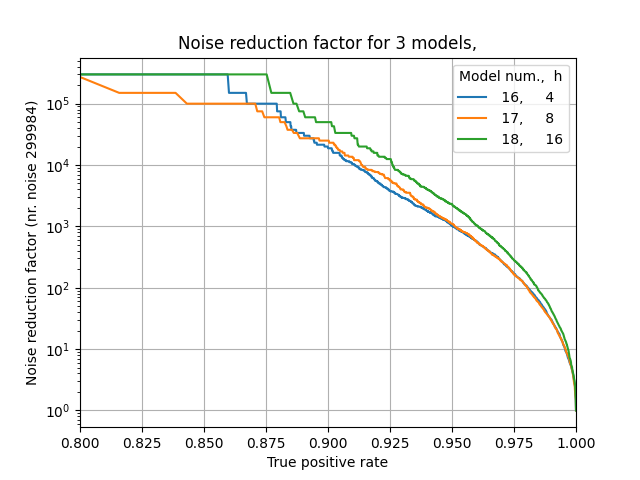 Noise reduction factor for 3 models,
Noise reduction factor (nr. noise 299984)
10^5
10^4
10^3
10^2
10^1
10^0
Model num., h
16, 4
17, 8
18, 16
0.800 0.825 0.850 0.875 0.900 0.925 0.950 0.975 1.000
True positive rate